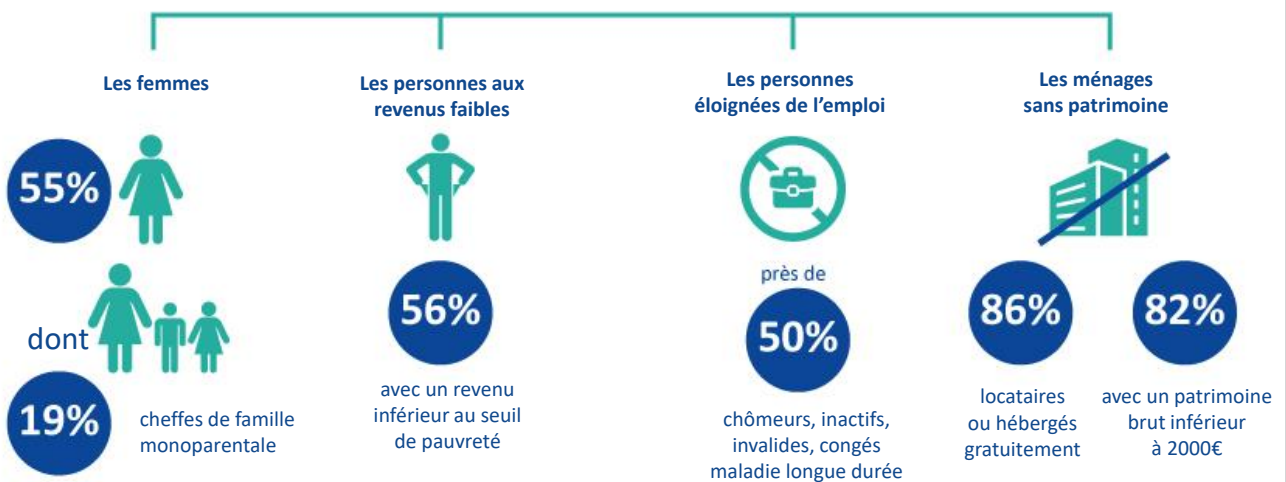 Les femmes
55%
dont
19%
cheffes de famille
monoparentale
Les personnes aux
revenus faibles
56%
avec un revenu
inférieur au seuil
de pauvreté
Les personnes
éloignées de l’emploi
près de
50%
chômeurs, inactifs,
invalides, congés
maladie longue durée
Les ménages
sans patrimoine
86%
locataires
ou hébergés
gratuitement
82%
avec un patrimoine
brut inférieur
à 2000€